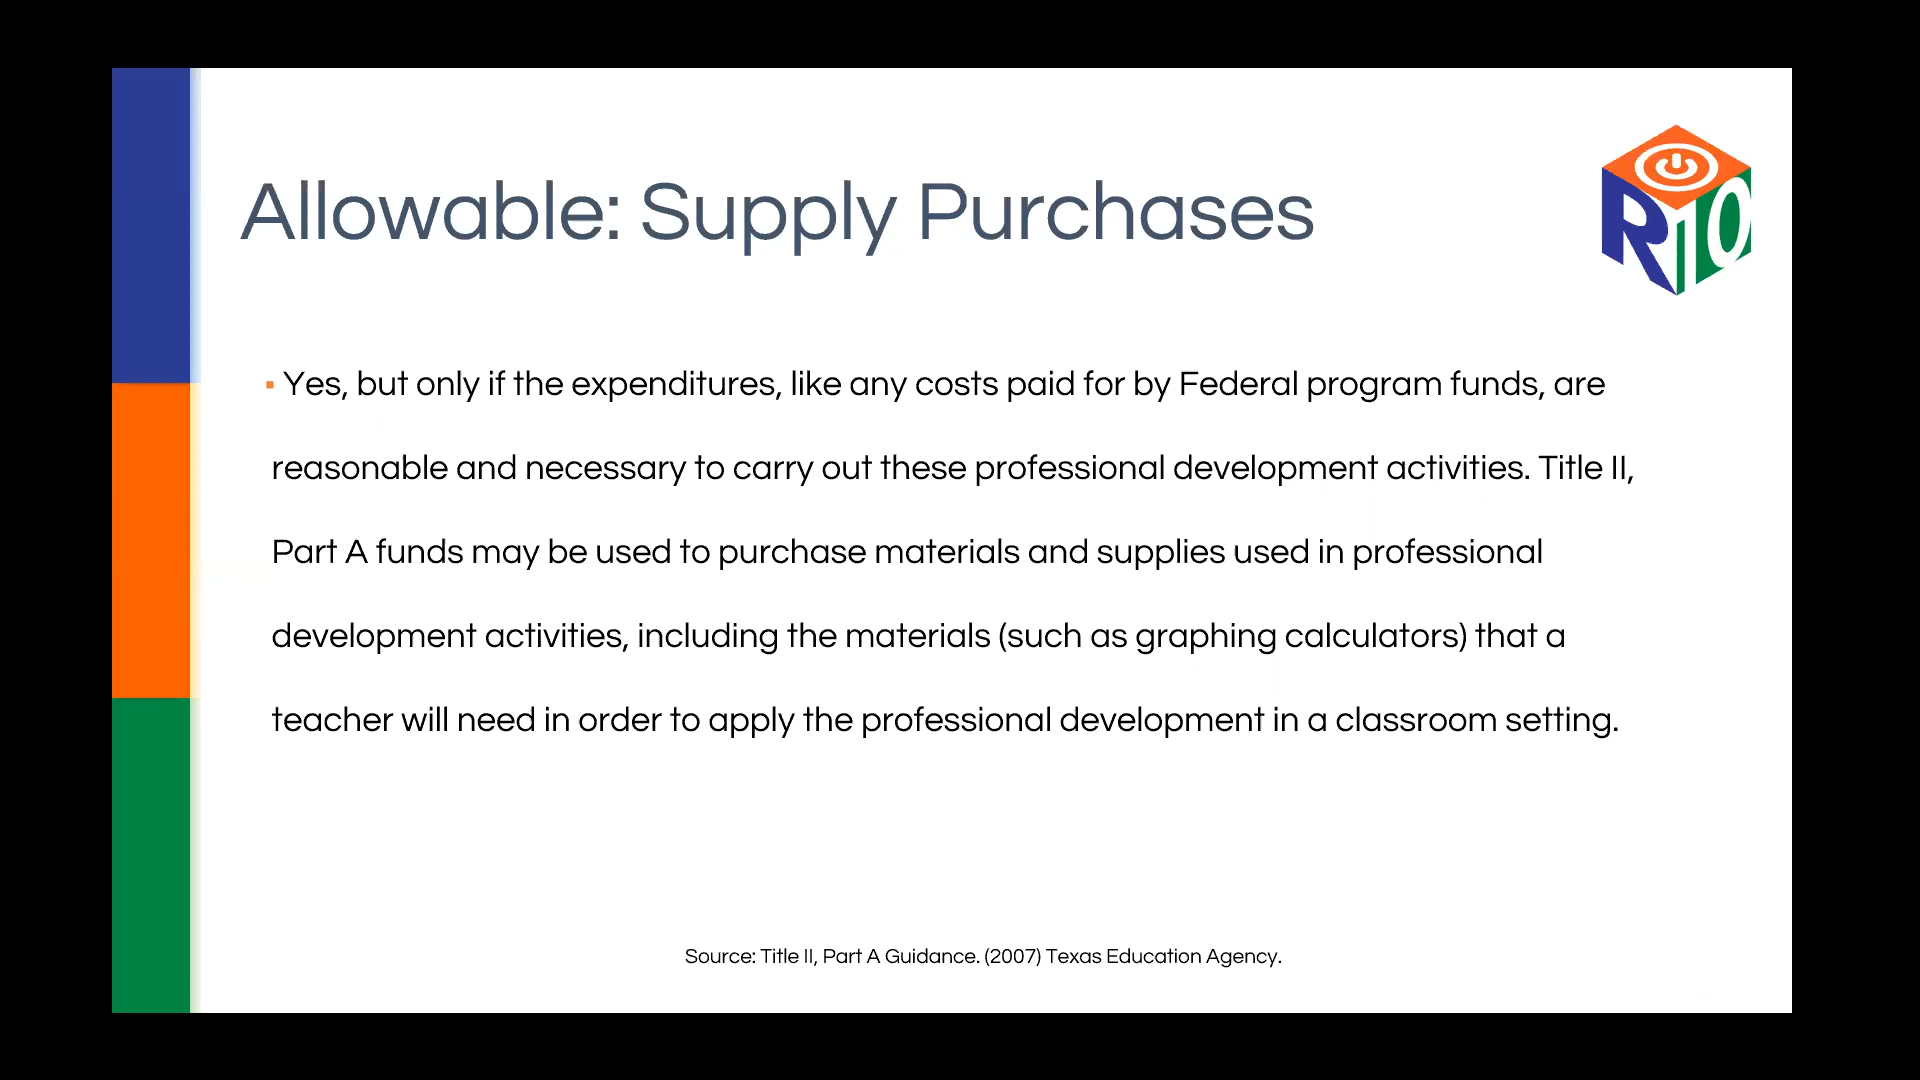 Allowable: Supply Purchases
R10
▪ Yes, but only if the expenditures, like any costs paid for by Federal program funds, are
reasonable and necessary to carry out these professional development activities. Title II,
Part A funds may be used to purchase materials and supplies used in professional
development activities, including the materials (such as graphing calculators) that a
teacher will need in order to apply the professional development in a classroom setting.
Source: Title II, Part A Guidance. (2007) Texas Education Agency.